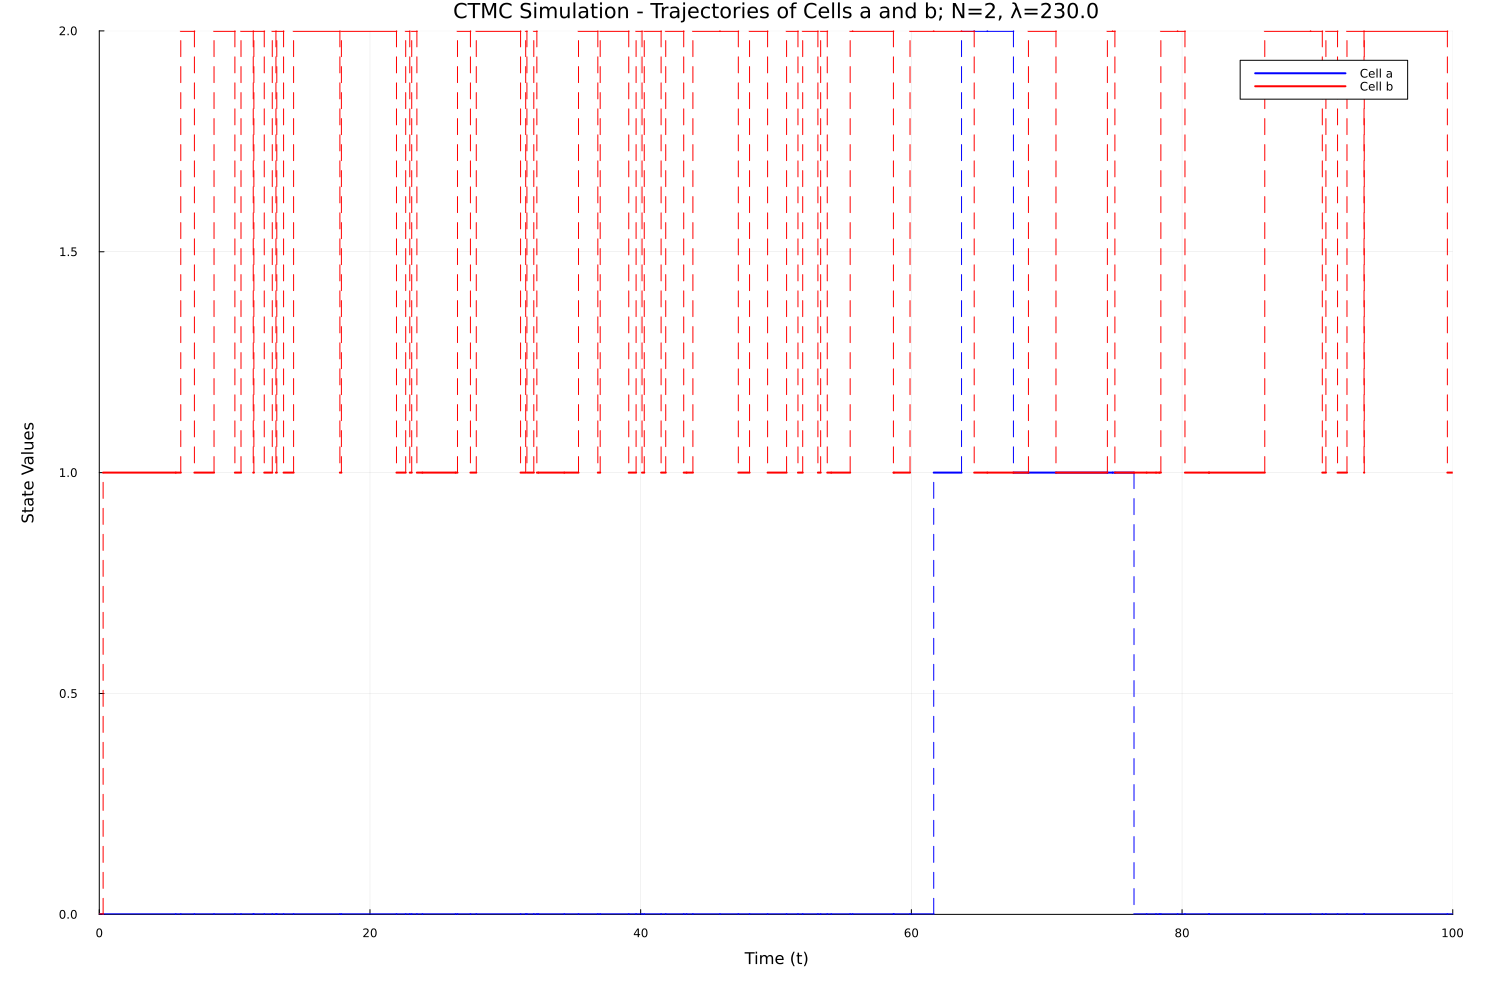 CTMC Simulation - Trajectories of Cells a and b; N=2, λ=230.0
2.0
Cell a
Cell b
1.5
State Values
1.0
0.5
0.0
0 20 40 60 80 100
Time (t)